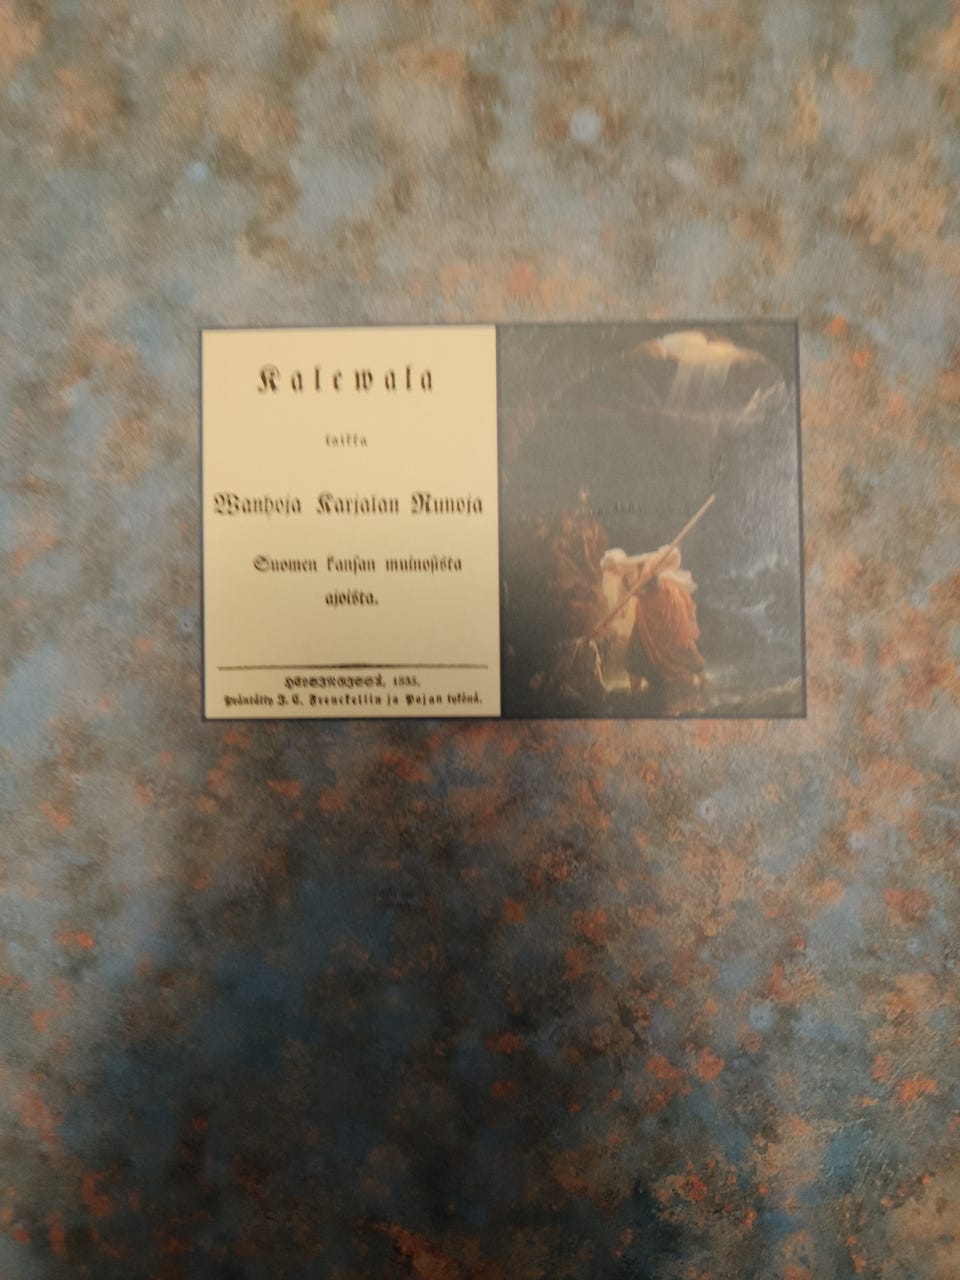 Kalewala
taikka
Wanhoja Karjalan Runoja
Suomen kansan muinosista
ajoista.
HELSINGISSÄ, 1835.
Präntätty J. C. Frenckellin ja Pojan tykönä.